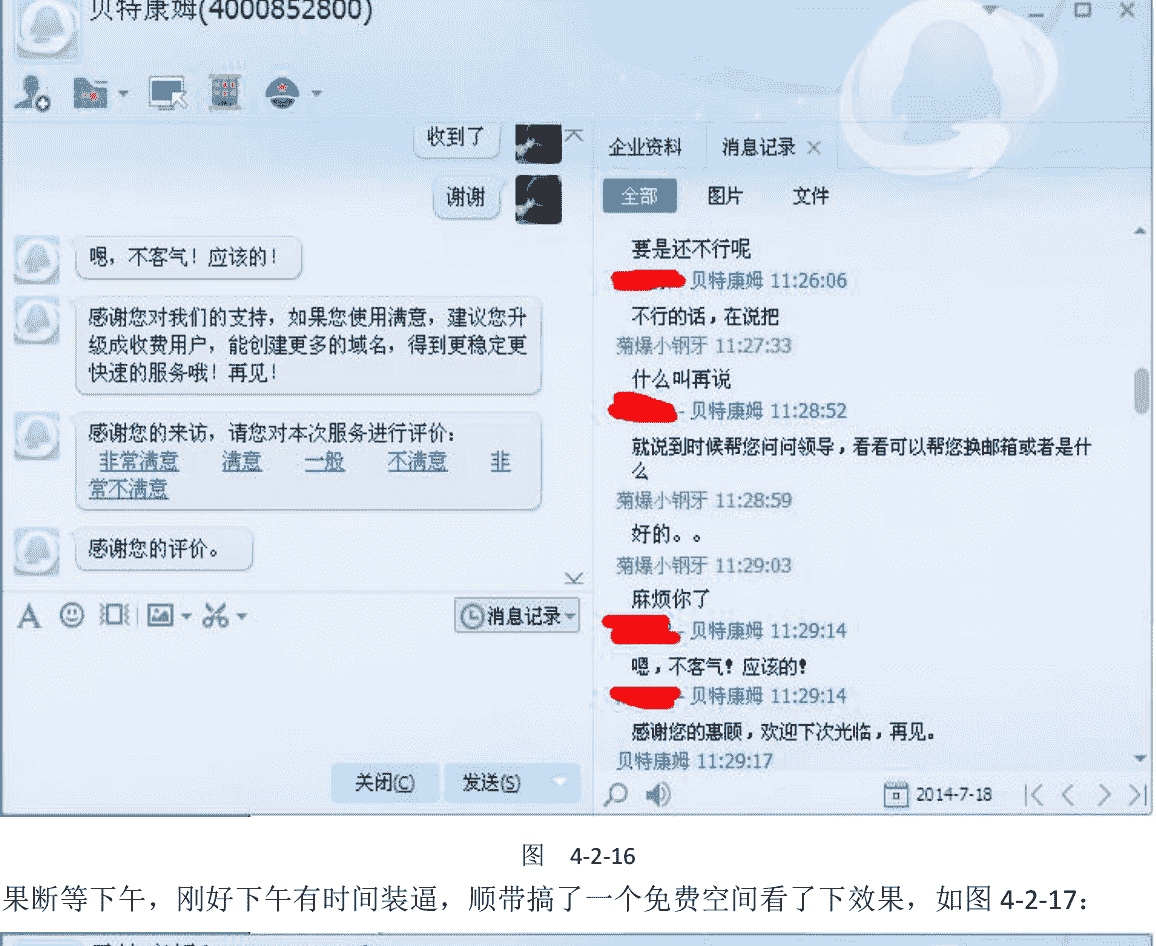 贝特康姆(4000852800)
收到了
谢谢
嗯，不客气！应该的！
感谢您对我们的支持，如果您使用满意，建议您升
级成收费用户，能创建更多的域名，得到更稳定更
快速的服务哦！再见！
感谢您的来访，请您对本次服务进行评价：
非常满意 满意 一般 不满意 非
常不满意
感谢您的评价。
消息记录
关闭(C) 发送(S)
企业资料 消息记录
全部 图片 文件
要是还不行呢
贝特康姆 11:26:06
不行的话，在说把
菊爆小钢牙 11:27:33
什么叫再说
- 贝特康姆 11:28:52
就说到时候帮您问问领导，看看可以帮您换邮箱或者是什
么
菊爆小钢牙 11:28:59
好的。。
菊爆小钢牙 11:29:03
麻烦你了
- 贝特康姆 11:29:14
嗯，不客气！应该的！
- 贝特康姆 11:29:14
感谢您的惠顾，欢迎下次光临，再见。
贝特康姆 11:29:17
2014-7-18
图 4-2-16
果断等下午，刚好下午有时间装逼，顺带搞了一个免费空间看了下效果，如图 4-2-17：